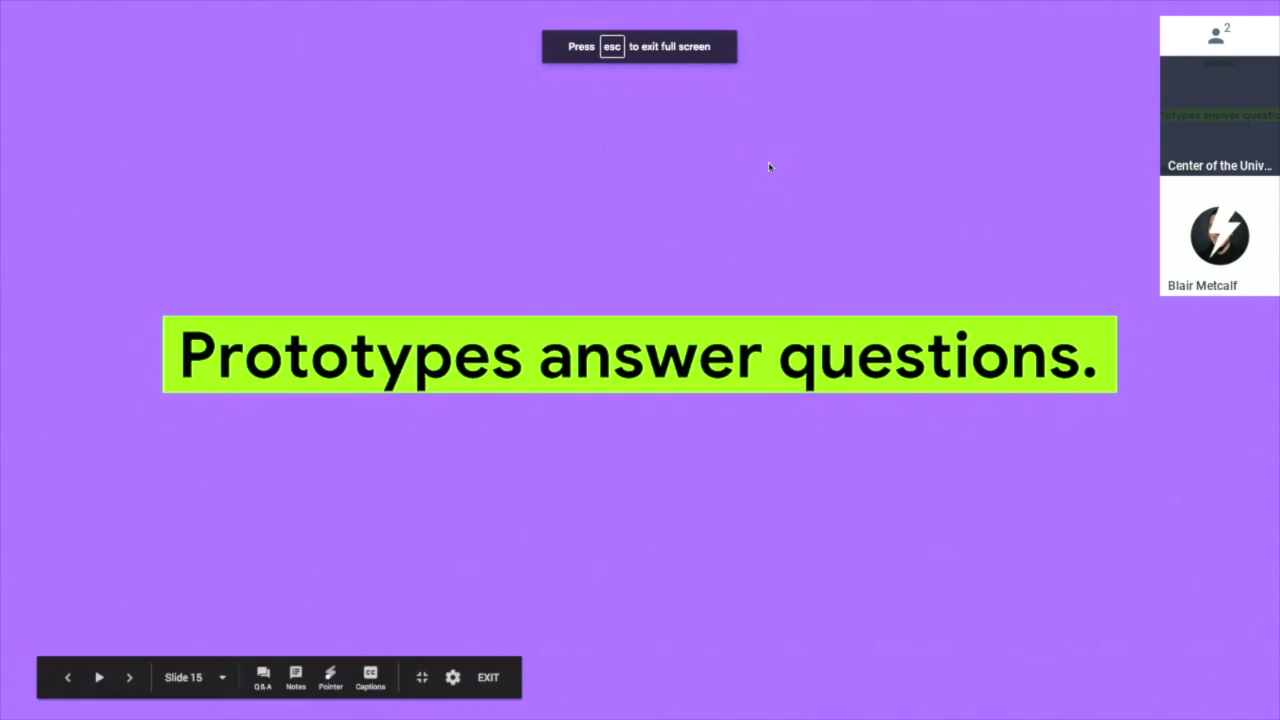 Press esc to exit full screen
2
Center of the Univ...
Blair Metcalf
Prototypes answer questions.
Slide 15
Q&A
Notes
Pointer
CC
Captions
EXIT